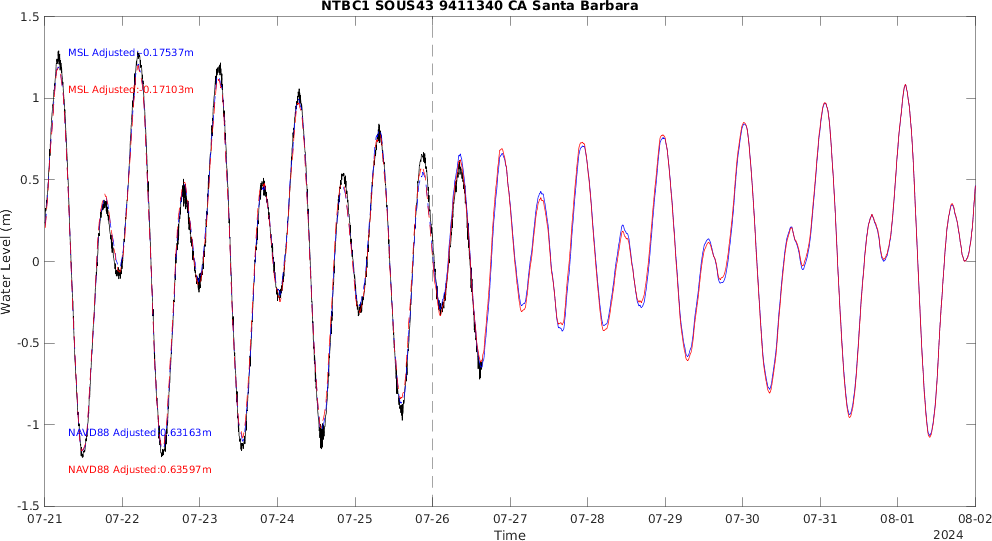 NTBC1 SOUS43 9411340 CA Santa Barbara
1.5
1
0.5
0
-0.5
-1
-1.5
Water Level (m)
MSL Adjusted:-0.17537m
MSL Adjusted:-0.17103m
NAVD88 Adjusted:0.63163m
NAVD88 Adjusted:0.63597m
07-21 07-22 07-23 07-24 07-25 07-26 07-27 07-28 07-29 07-30 07-31 08-01 08-02
Time
2024